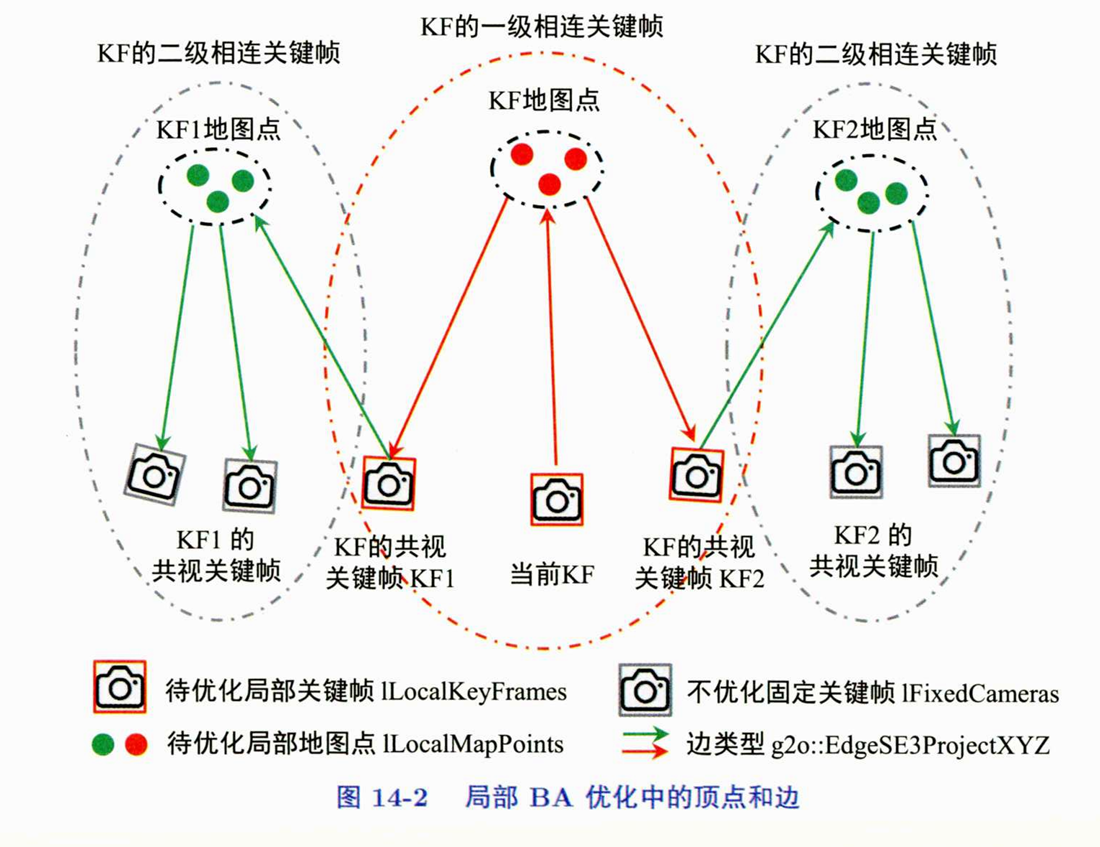 KF的一级相连关键帧
KF的二级相连关键帧
KF的二级相连关键帧
KF地图点
KF1地图点
KF2地图点
KF1 的
共视关键帧
KF的共视
关键帧 KF1
当前KF
KF的共视
关键帧 KF2
KF2 的
共视关键帧
待优化局部关键帧 lLocalKeyFrames
不优化固定关键帧 lFixedCameras
待优化局部地图点 lLocalMapPoints
边类型 g2o::EdgeSE3ProjectXYZ
图 14-2 局部 BA 优化中的顶点和边